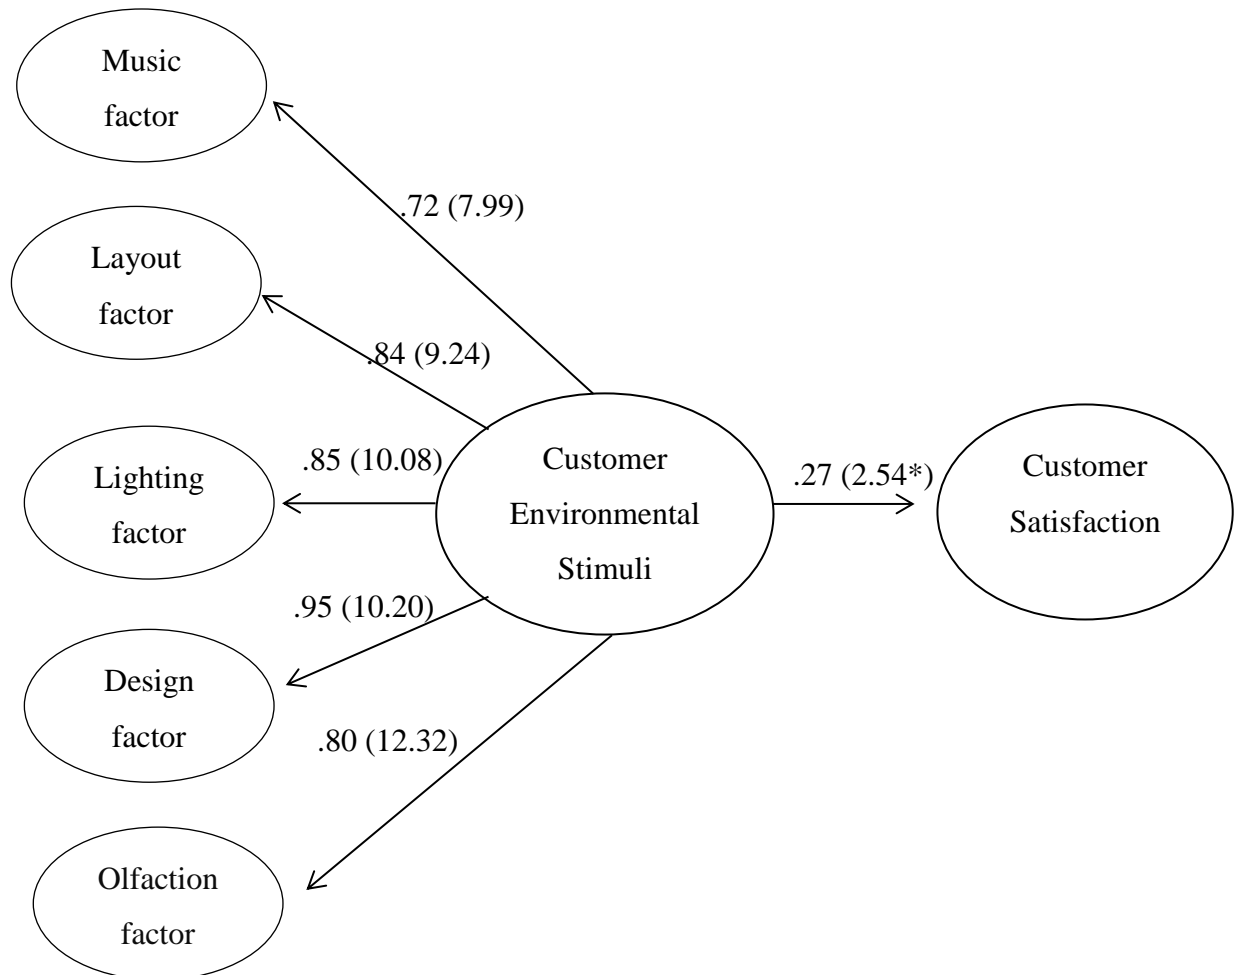 Music
factor
.72 (7.99)
Layout
factor
.84 (9.24)
Lighting
factor
.85 (10.08)
Customer
Environmental
Stimuli
.27 (2.54*)
Customer
Satisfaction
.95 (10.20)
Design
factor
.80 (12.32)
Olfaction
factor